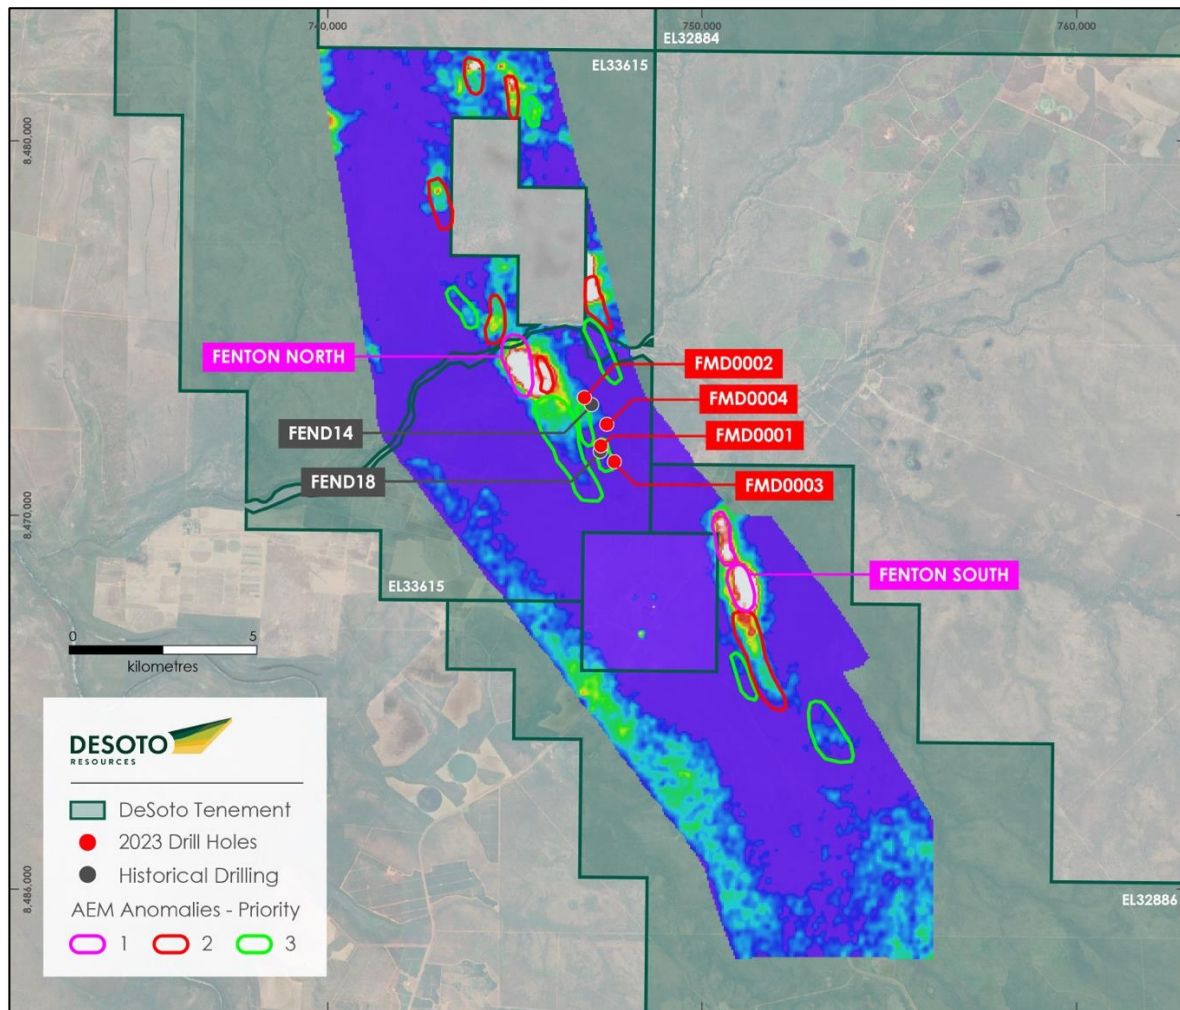 740,000
750,000
760,000
EL32884
EL33615
8,480,000
FENTON NORTH
FMD0002
FMD0004
FEND14
FMD0001
FEND18
FMD0003
8,470,000
FENTON SOUTH
EL33615
0 5
kilometres
DESOTO
RESOURCES
DeSoto Tenement
2023 Drill Holes
Historical Drilling
AEM Anomalies - Priority
1 2 3
8,486,000
EL32886